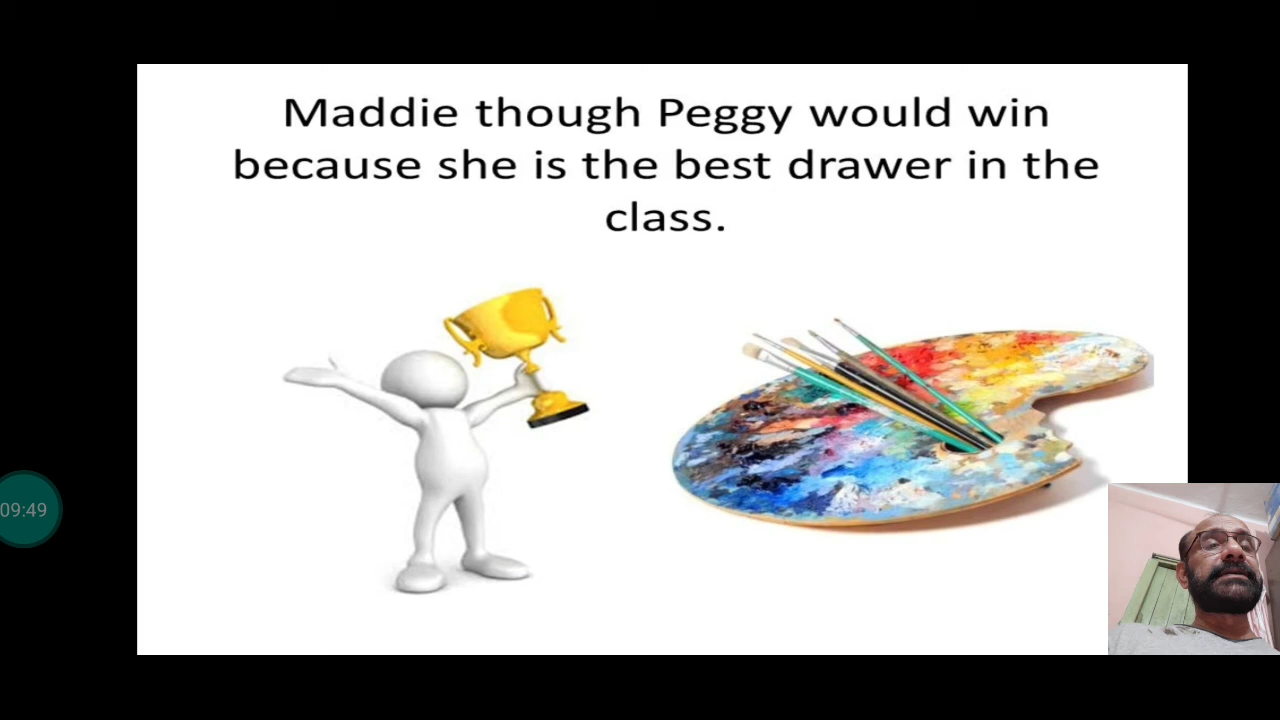 Maddie though Peggy would win
because she is the best drawer in the
class.
09:49